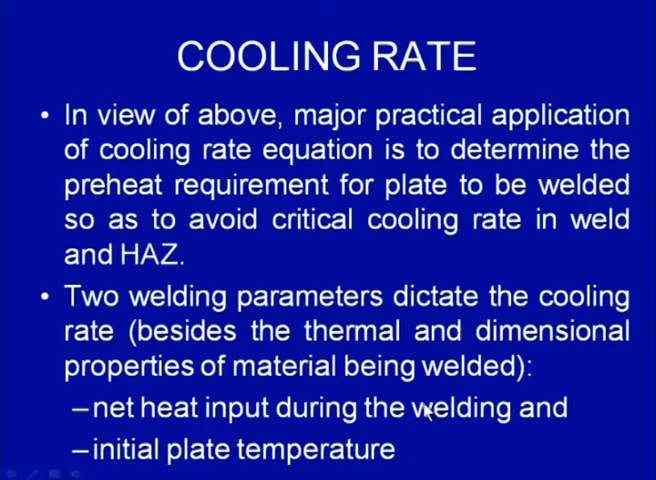 COOLING RATE
• In view of above, major practical application
of cooling rate equation is to determine the
preheat requirement for plate to be welded
so as to avoid critical cooling rate in weld
and HAZ.
• Two welding parameters dictate the cooling
rate (besides the thermal and dimensional
properties of material being welded):
–net heat input during the welding and
–initial plate temperature